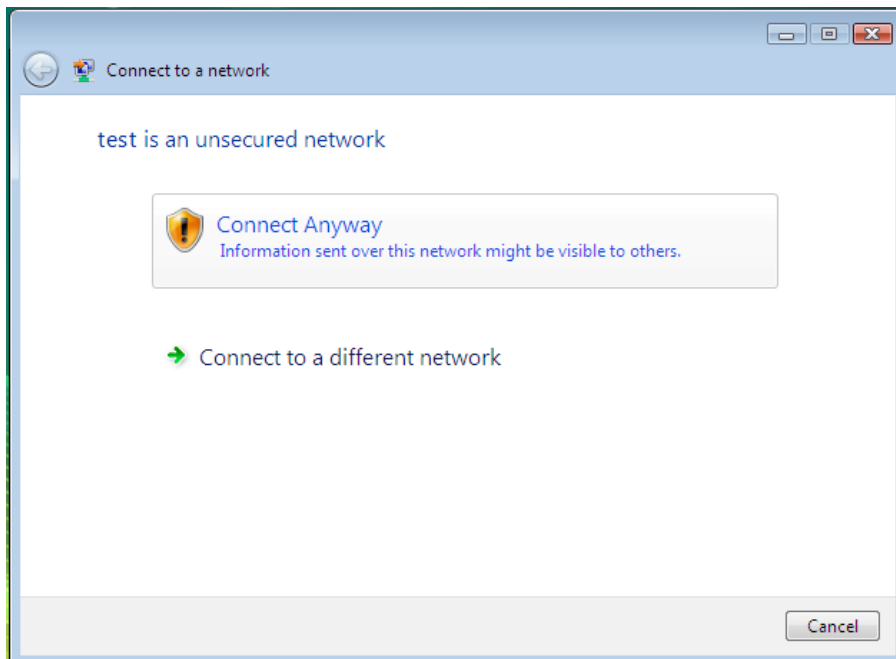 Connect to a network
test is an unsecured network
Connect Anyway
Information sent over this network might be visible to others.
Connect to a different network
Cancel